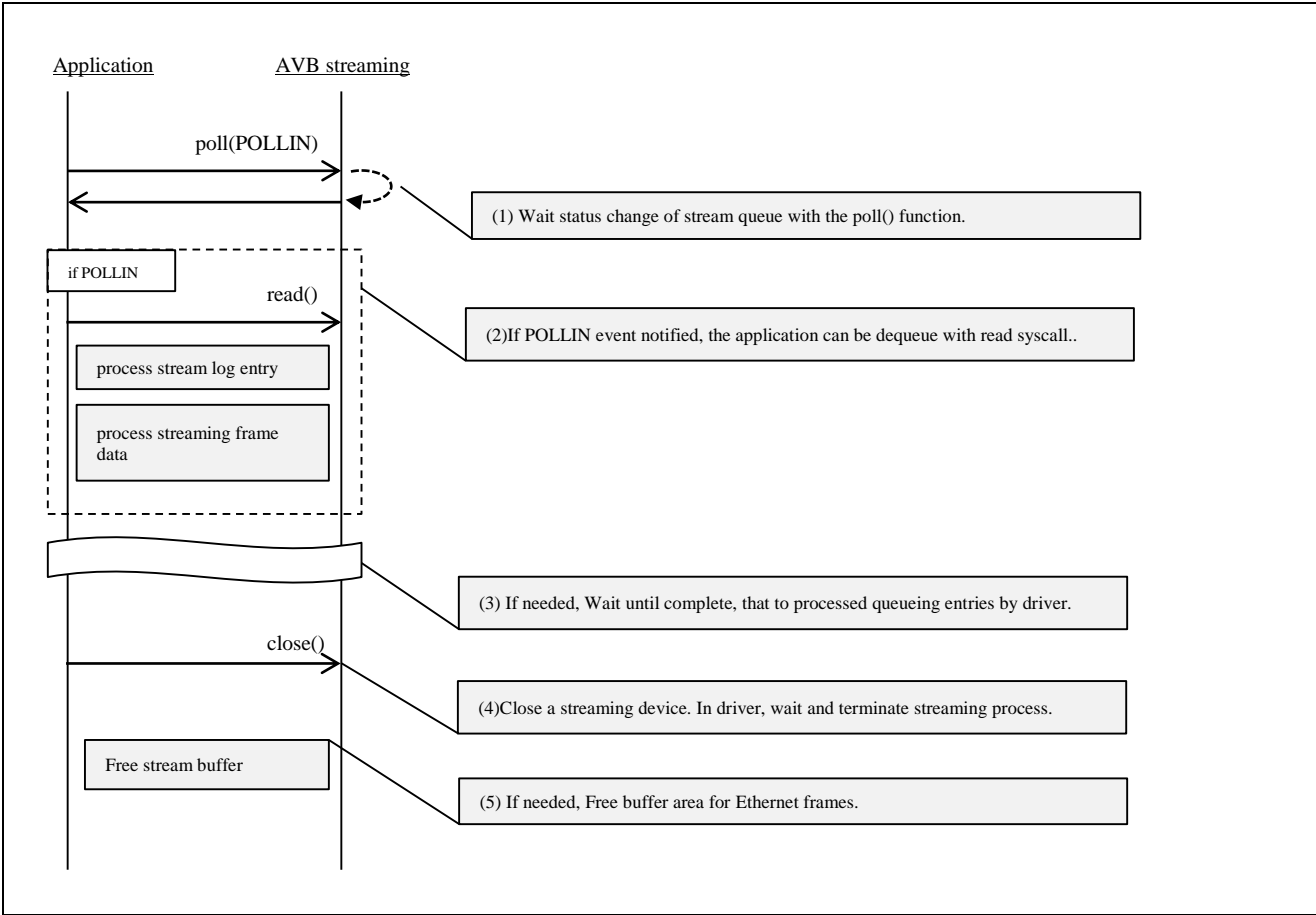 Application
AVB streaming
poll(POLLIN)
(1) Wait status change of stream queue with the poll() function.
if POLLIN
read()
(2)If POLLIN event notified, the application can be dequeue with read syscall..
process stream log entry
process streaming frame
data
(3) If needed, Wait until complete, that to processed queueing entries by driver.
close()
(4)Close a streaming device. In driver, wait and terminate streaming process.
Free stream buffer
(5) If needed, Free buffer area for Ethernet frames.